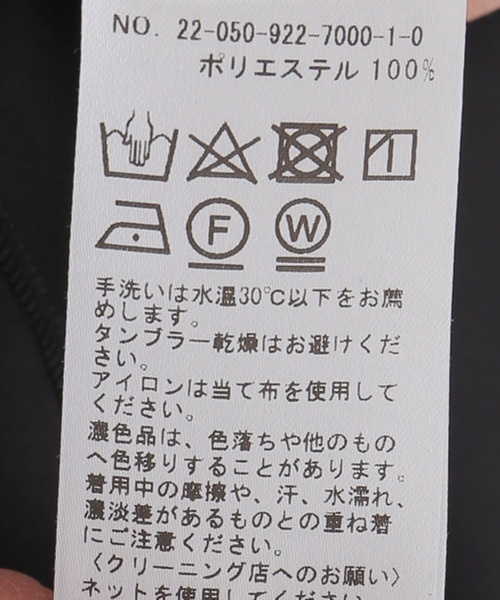 NO. 22-050-922-7000-1-0
ポリエステル 100%
F W
手洗いは水温30℃以下をお薦
めします。
タンブラー乾燥はお避けくだ
さい。
アイロンは当て布を使用して
ください。
濃色品は、色落ちや他のもの
へ色移りすることがあります。
着用中の摩擦や、汗、水濡れ、
濃淡差があるものとの重ね着
にご注意ください。
〈クリーニング店へのお願い〉
ネットを使用してください。